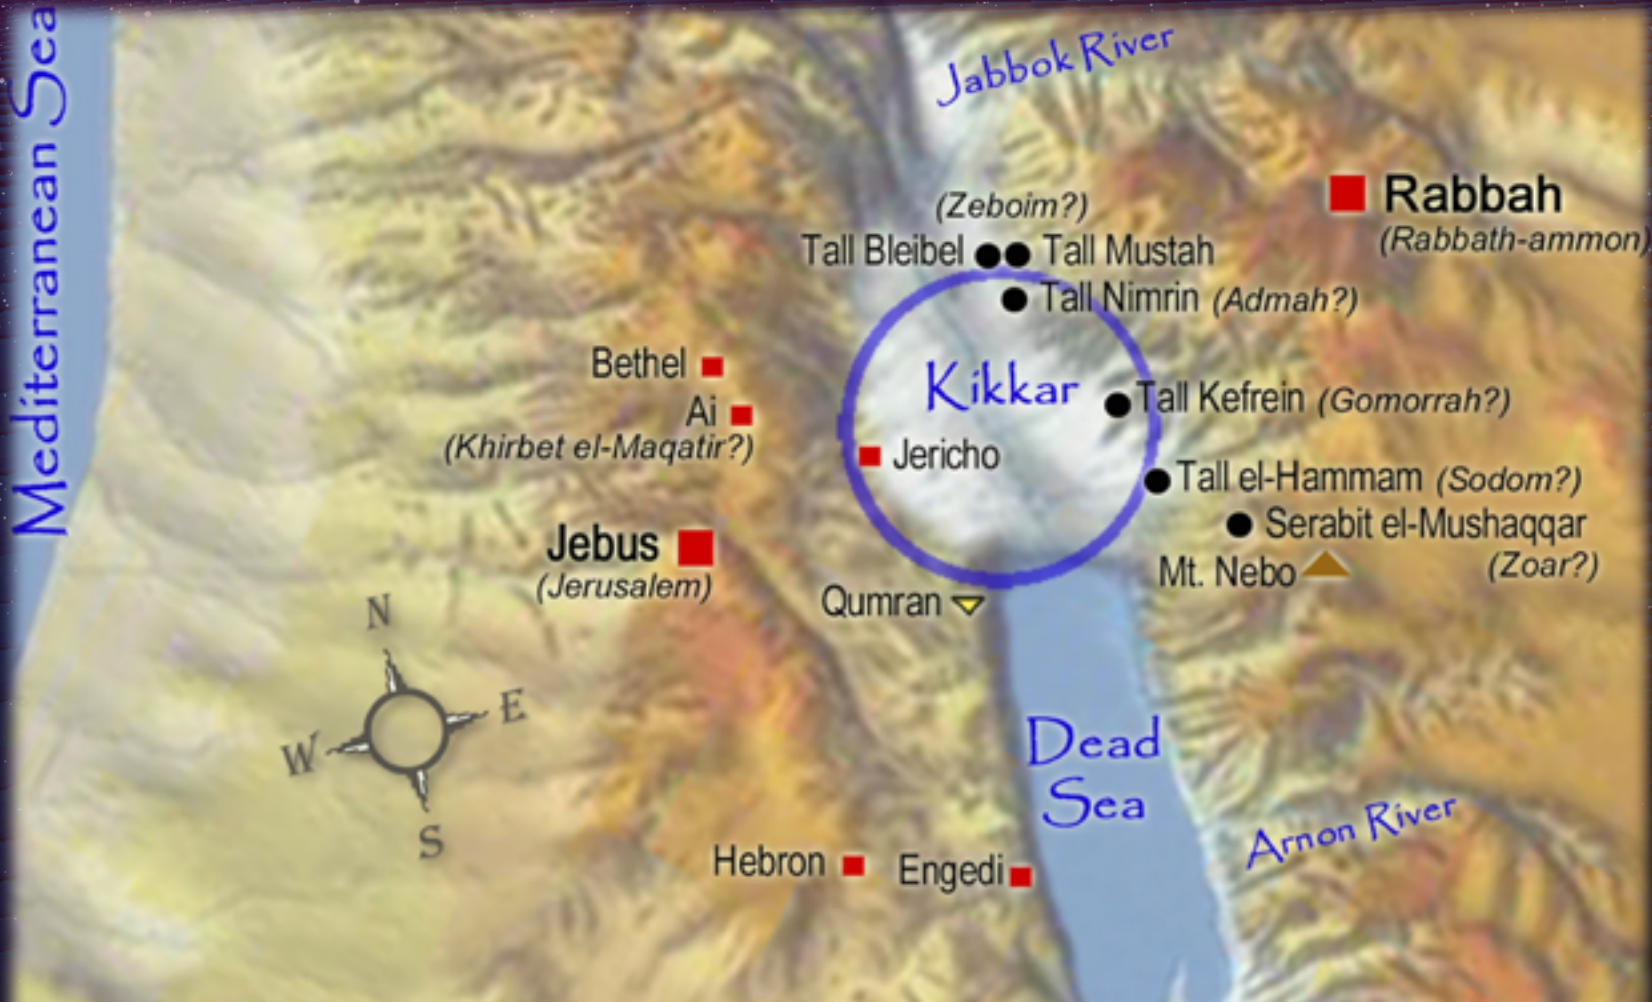 Mediterranean Sea
Jabbok River
Rabbah
(Rabbath-ammon)
(Zeboim?)
Tall Bleibel
Tall Mustah
Tall Nimrin (Admah?)
Bethel
Kikkar
Tall Kefrein (Gomorrah?)
Ai
(Khirbet el-Maqatir?)
Jericho
Tall el-Hammam (Sodom?)
Serabit el-Mushaqqar
(Zoar?)
Jebus
(Jerusalem)
Mt. Nebo
Qumran
N
E
W
S
Dead
Sea
Arnon River
Hebron
Engedi